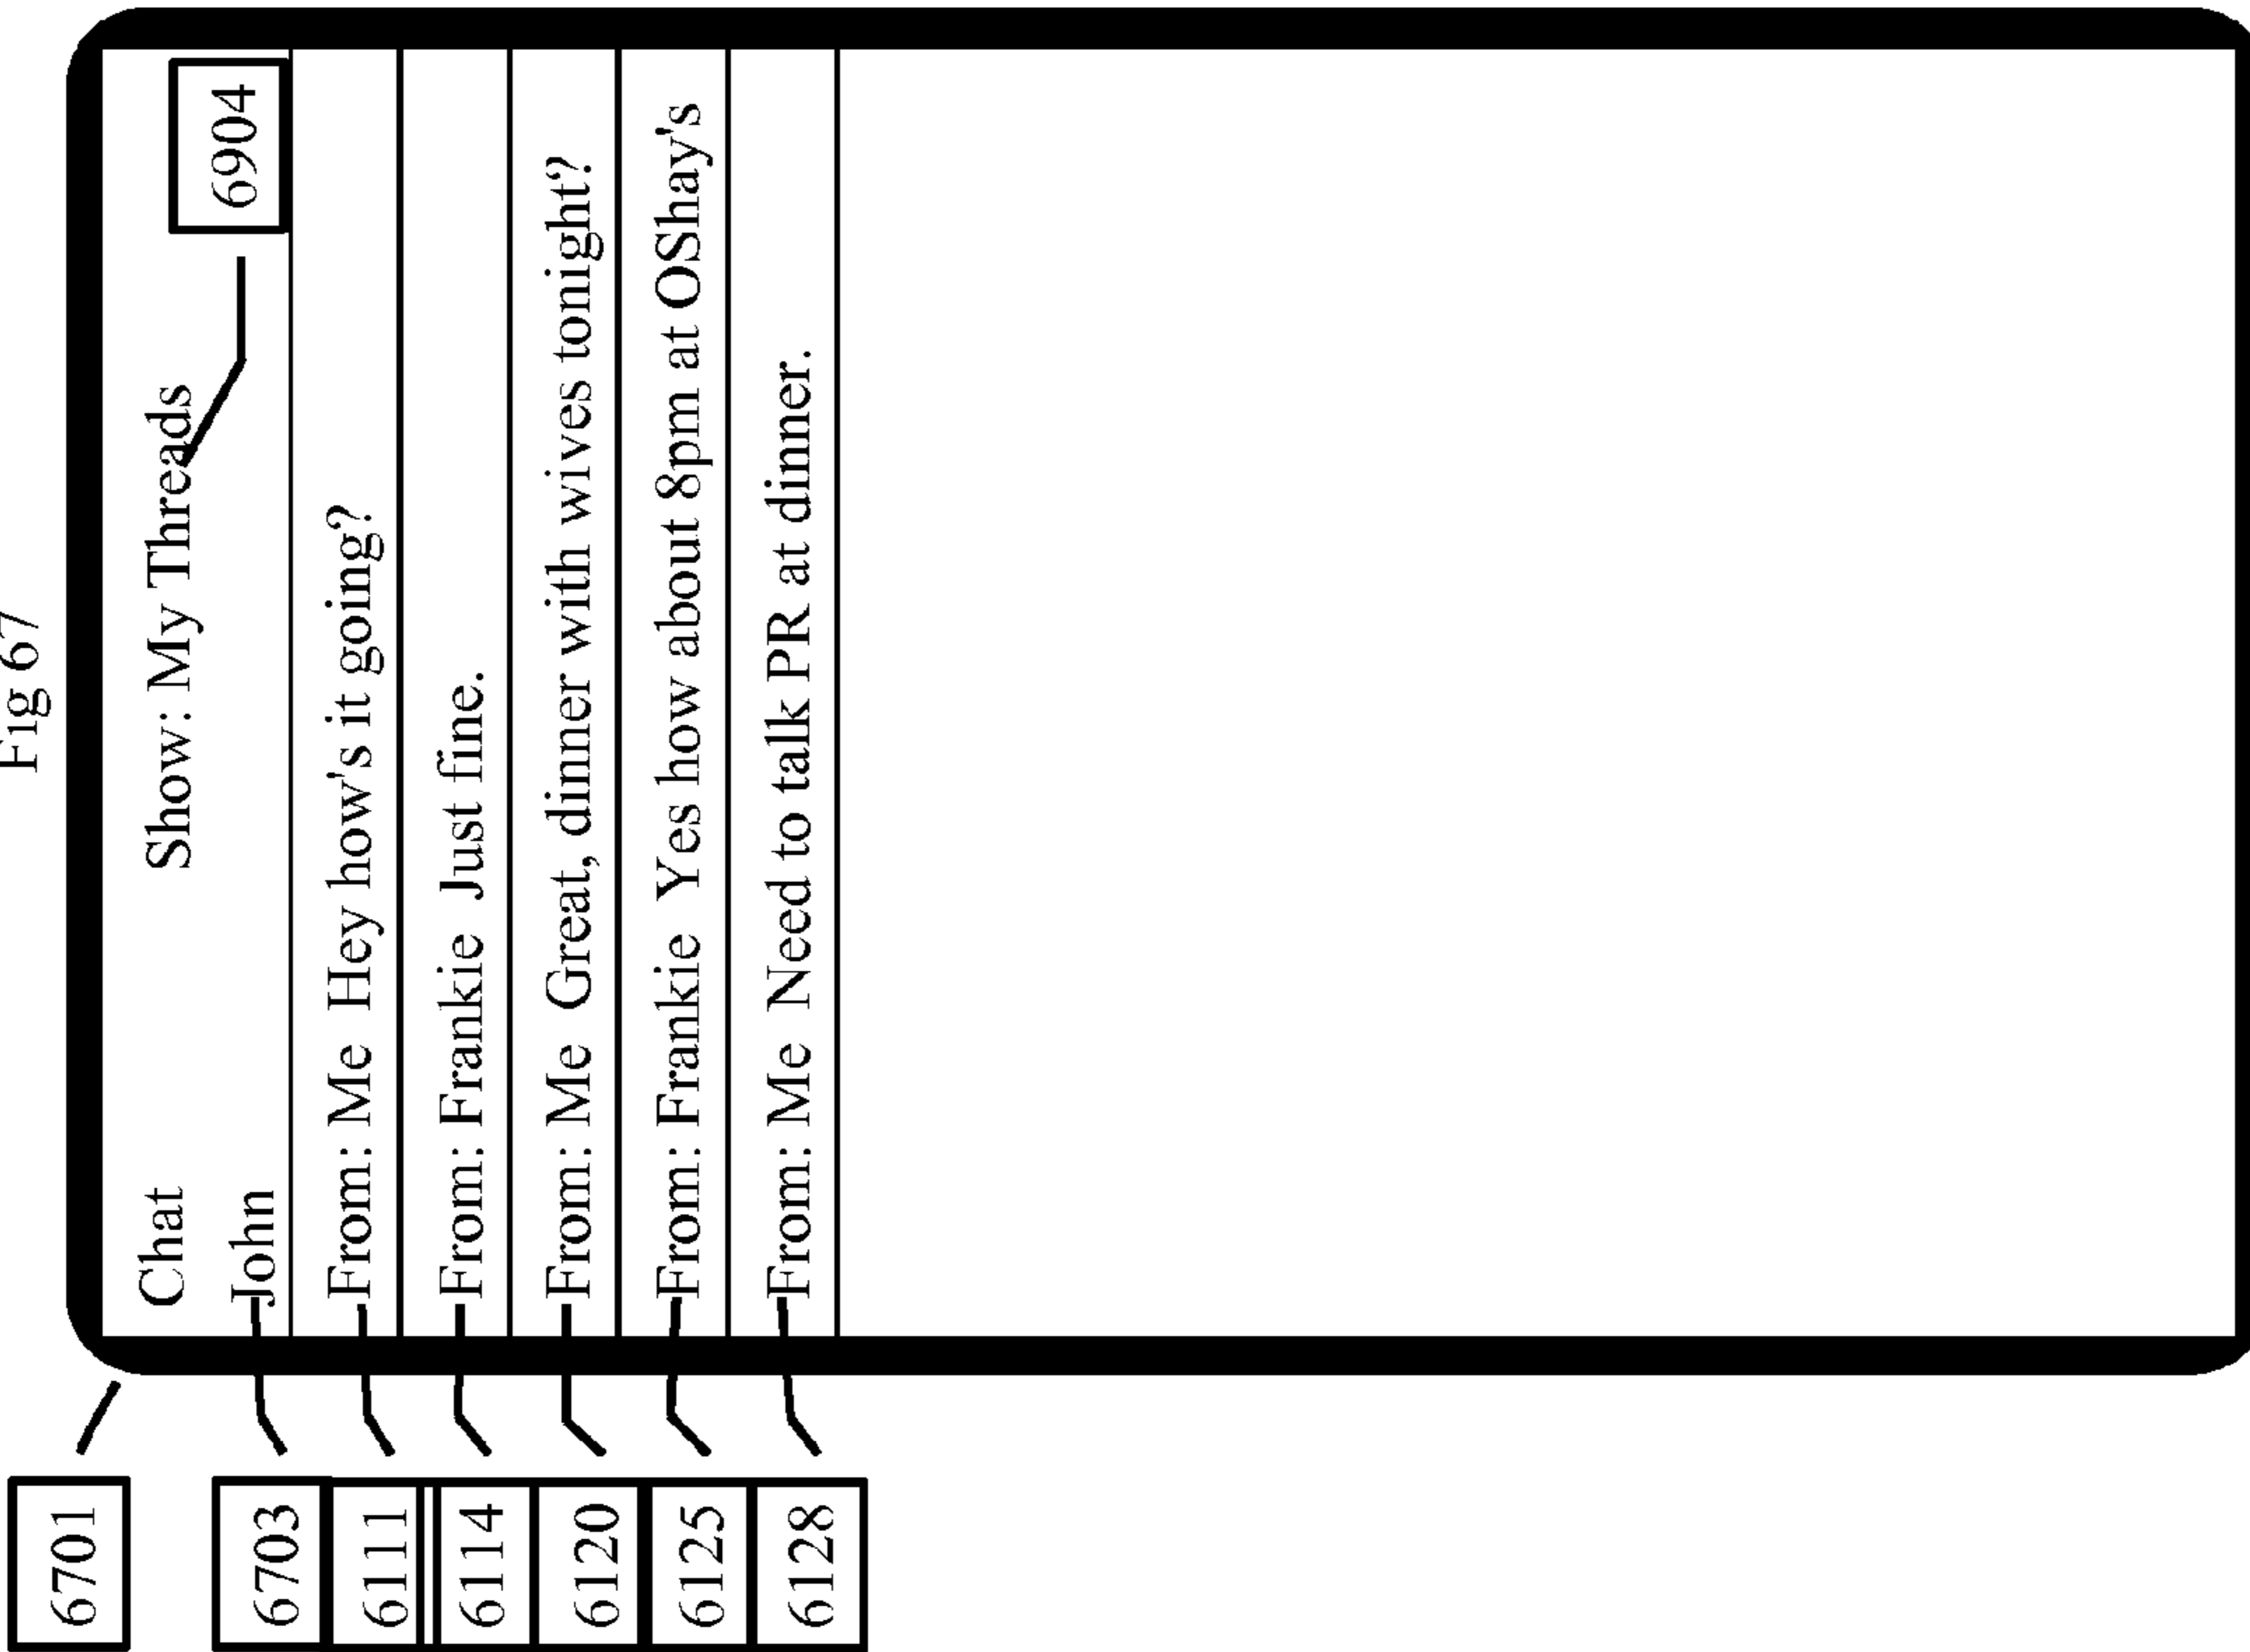 Fig 67
6701
Chat Show: My Threads
6904
6703 John
6111 From: Me Hey how's it going?
6114 From: Frankie Just fine.
6120 From: Me Great, dinner with wives tonight?
6125 From: Frankie Yes how about 8pm at OShay's
6128 From: Me Need to talk PR at dinner.